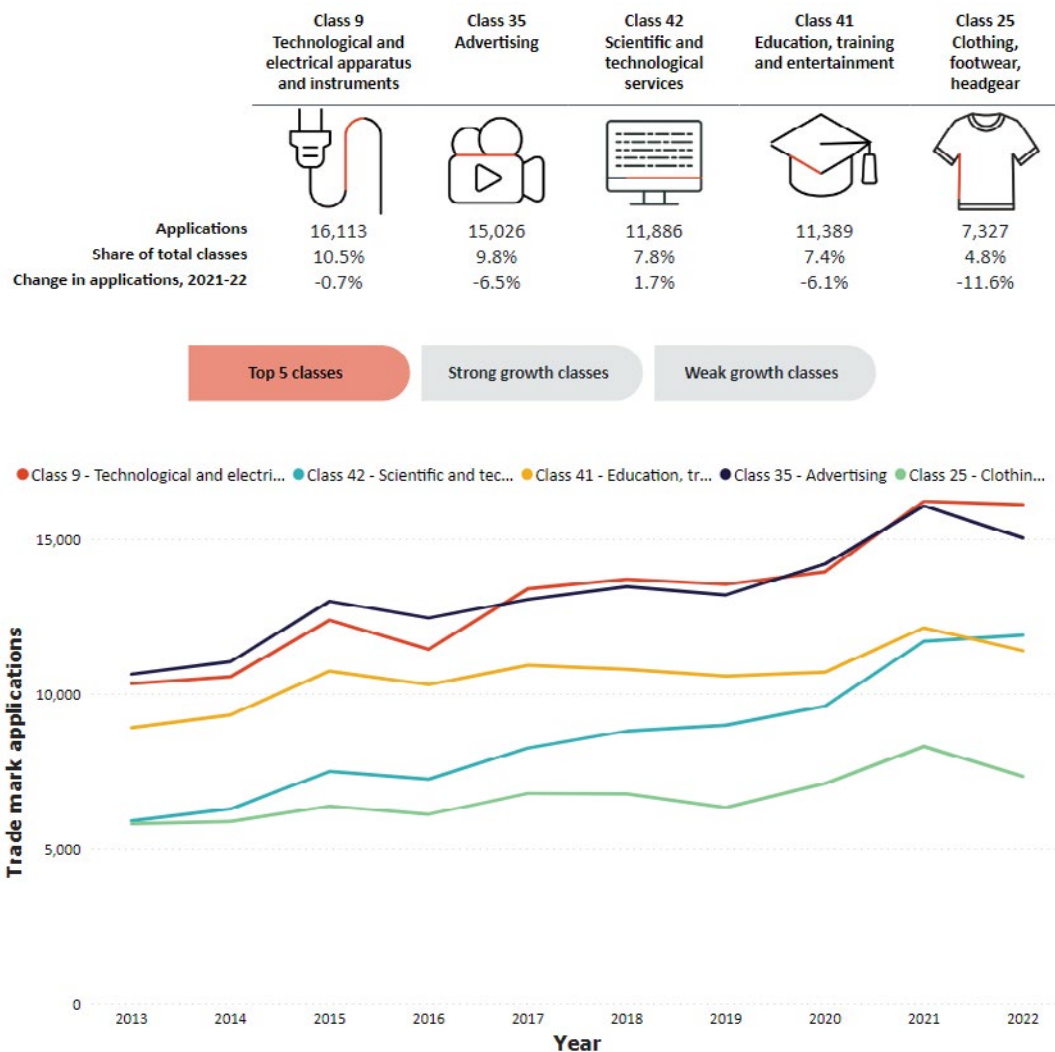 Class 9
Technological and
electrical apparatus
and instruments
Class 35
Advertising
Class 42
Scientific and
technological
services
Class 41
Education, training
and entertainment
Class 25
Clothing,
footwear,
headgear
Applications 16,113 15,026 11,886 11,389 7,327
Share of total classes 10.5% 9.8% 7.8% 7.4% 4.8%
Change in applications, 2021-22 -0.7% -6.5% 1.7% -6.1% -11.6%
Top 5 classes Strong growth classes Weak growth classes
Class 9 - Technological and electri... Class 42 - Scientific and tec... Class 41 - Education, tr... Class 35 - Advertising Class 25 - Clothin...
Trade mark applications
15,000
10,000
5,000
0
2013 2014 2015 2016 2017 2018 2019 2020 2021 2022
Year